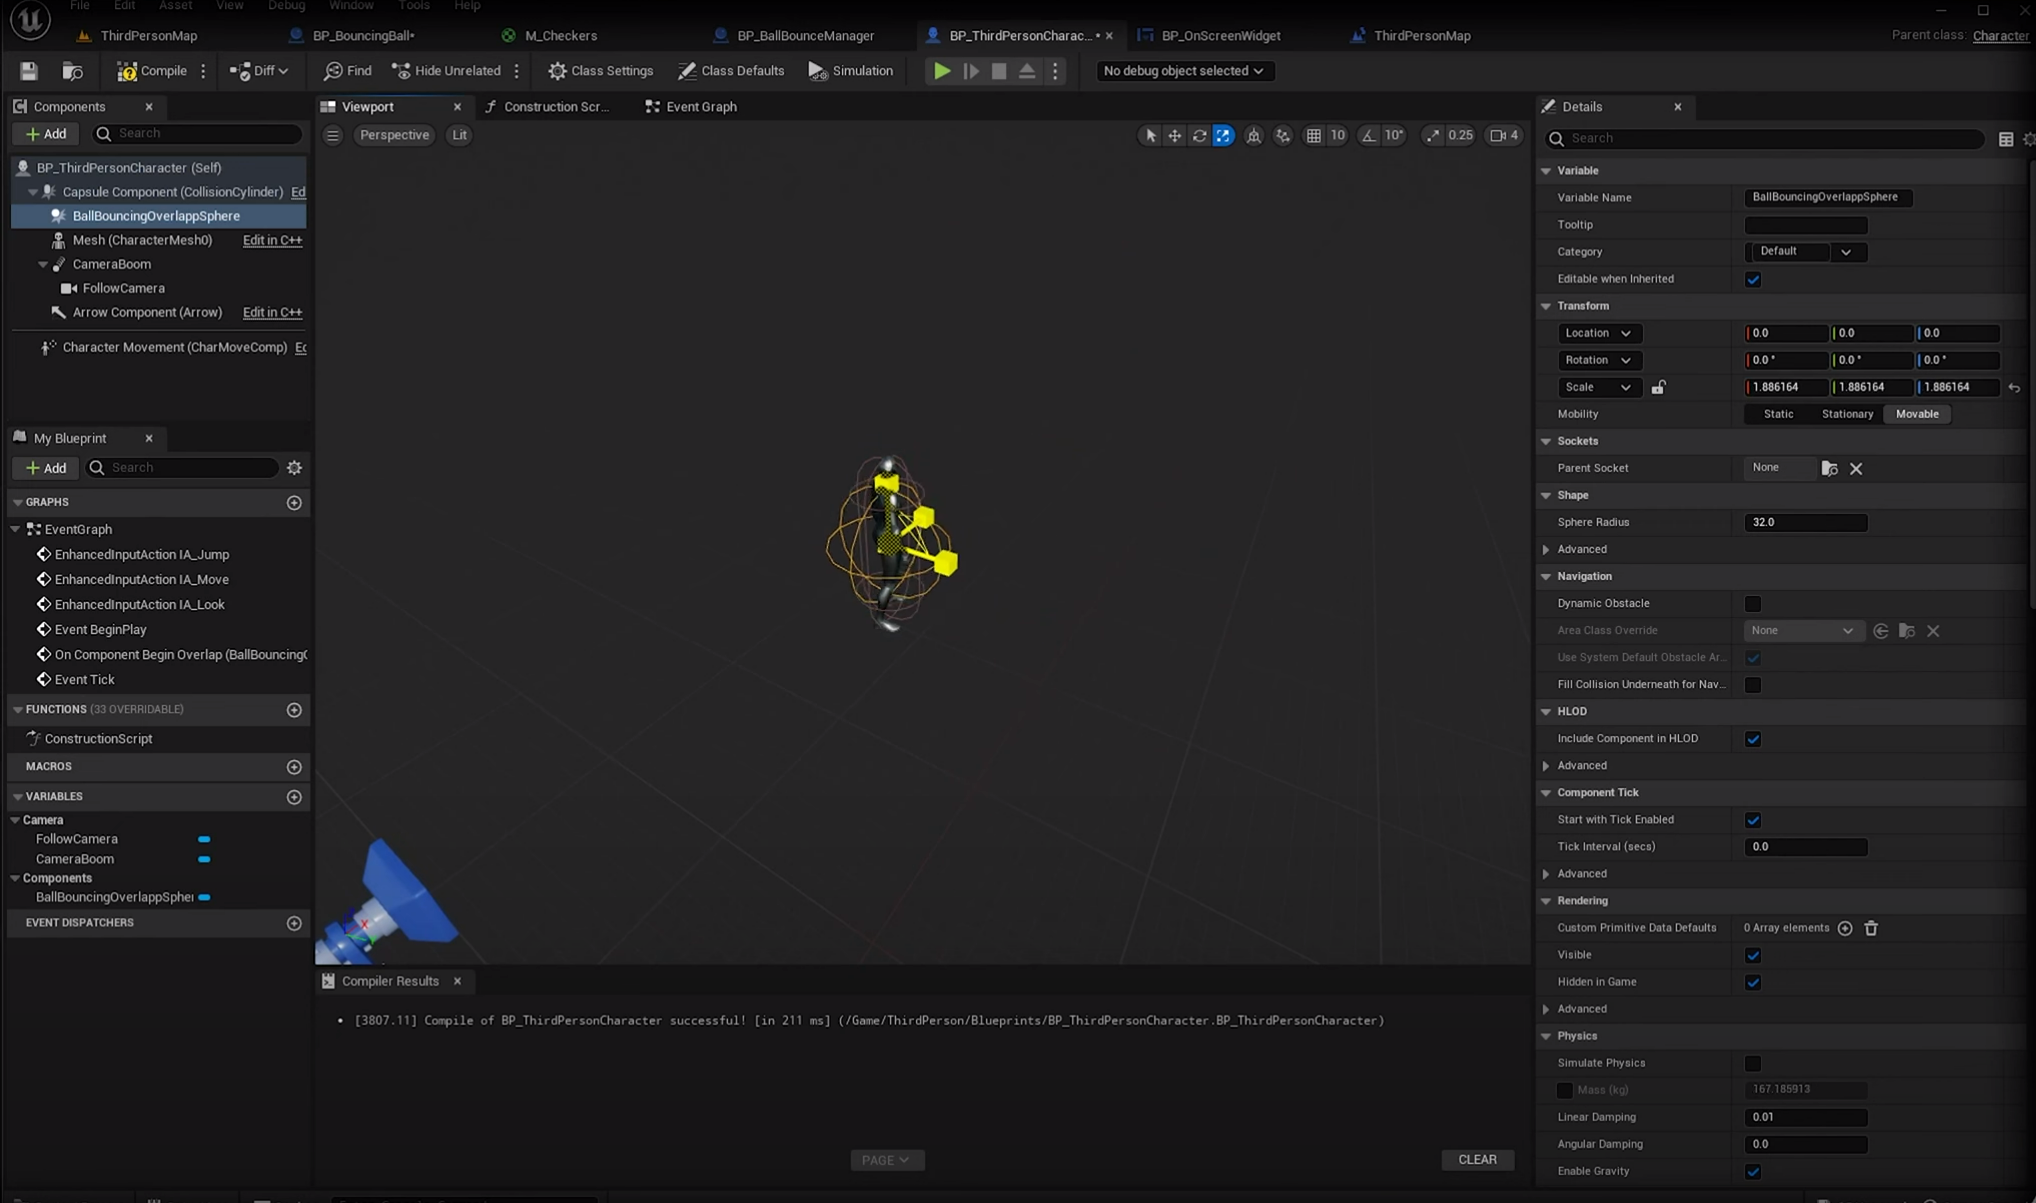 File Edit Asset View Debug Window Tools Help
ThirdPersonMap BP_BouncingBall• M_Checkers BP_BallBounceManager BP_ThirdPersonCharac... • BP_OnScreenWidget ThirdPersonMap Parent class: Character
Compile Diff Find Hide Unrelated Class Settings Class Defaults Simulation No debug object selected
Components
Add Search
BP_ThirdPersonCharacter (Self)
Capsule Component (CollisionCylinder) Ed
BallBouncingOverlappSphere
Mesh (CharacterMesh0) Edit in C++
CameraBoom
FollowCamera
Arrow Component (Arrow) Edit in C++
Character Movement (CharMoveComp) Ec
My Blueprint
Add Search
GRAPHS
EventGraph
EnhancedInputAction IA_Jump
EnhancedInputAction IA_Move
EnhancedInputAction IA_Look
Event BeginPlay
On Component Begin Overlap (BallBouncing
Event Tick
FUNCTIONS (33 OVERRIDABLE)
ConstructionScript
MACROS
VARIABLES
Camera
FollowCamera
CameraBoom
Components
BallBouncingOverlappSpher
EVENT DISPATCHERS
Viewport Construction Scr... Event Graph
Perspective Lit 10 10° 0.25 4
Compiler Results
[3807.11] Compile of BP_ThirdPersonCharacter successful! [in 211 ms] (/Game/ThirdPerson/Blueprints/BP_ThirdPersonCharacter.BP_ThirdPersonCharacter)
PAGE CLEAR
Details
Search
Variable
Variable Name BallBouncingOverlappSphere
Tooltip
Category Default
Editable when Inherited
Transform
Location 0.0 0.0 0.0
Rotation 0.0 ° 0.0 ° 0.0 °
Scale 1.886164 1.886164 1.886164
Mobility Static Stationary Movable
Sockets
Parent Socket None
Shape
Sphere Radius 32.0
Advanced
Navigation
Dynamic Obstacle
Area Class Override None
Use System Default Obstacle Ar...
Fill Collision Underneath for Nav...
HLOD
Include Component in HLOD
Advanced
Component Tick
Start with Tick Enabled
Tick Interval (secs) 0.0
Advanced
Rendering
Custom Primitive Data Defaults 0 Array elements
Visible
Hidden in Game
Advanced
Physics
Simulate Physics
Mass (kg) 167.185913
Linear Damping 0.01
Angular Damping 0.0
Enable Gravity